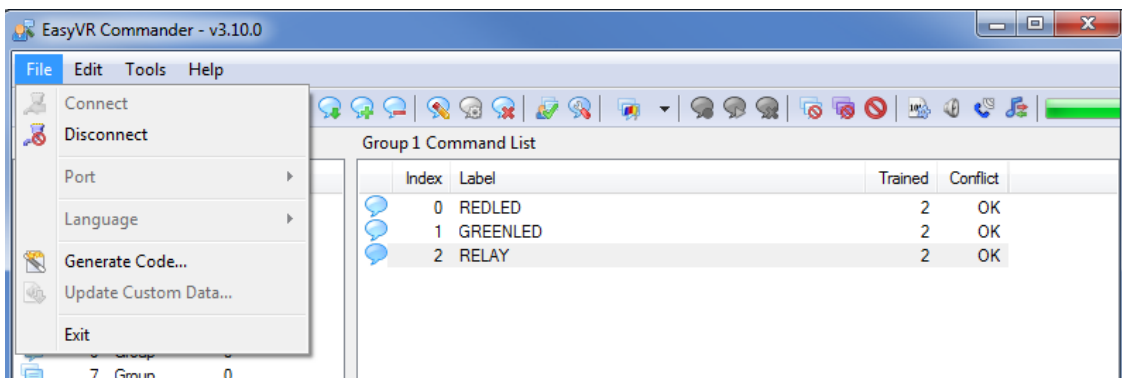 EasyVR Commander - v3.10.0
File Edit Tools Help
Connect
Disconnect
Port
Language
Generate Code...
Update Custom Data...
Exit
7 Group 0
Group 1 Command List
Index Label Trained Conflict
0 REDLED 2 OK
1 GREENLED 2 OK
2 RELAY 2 OK